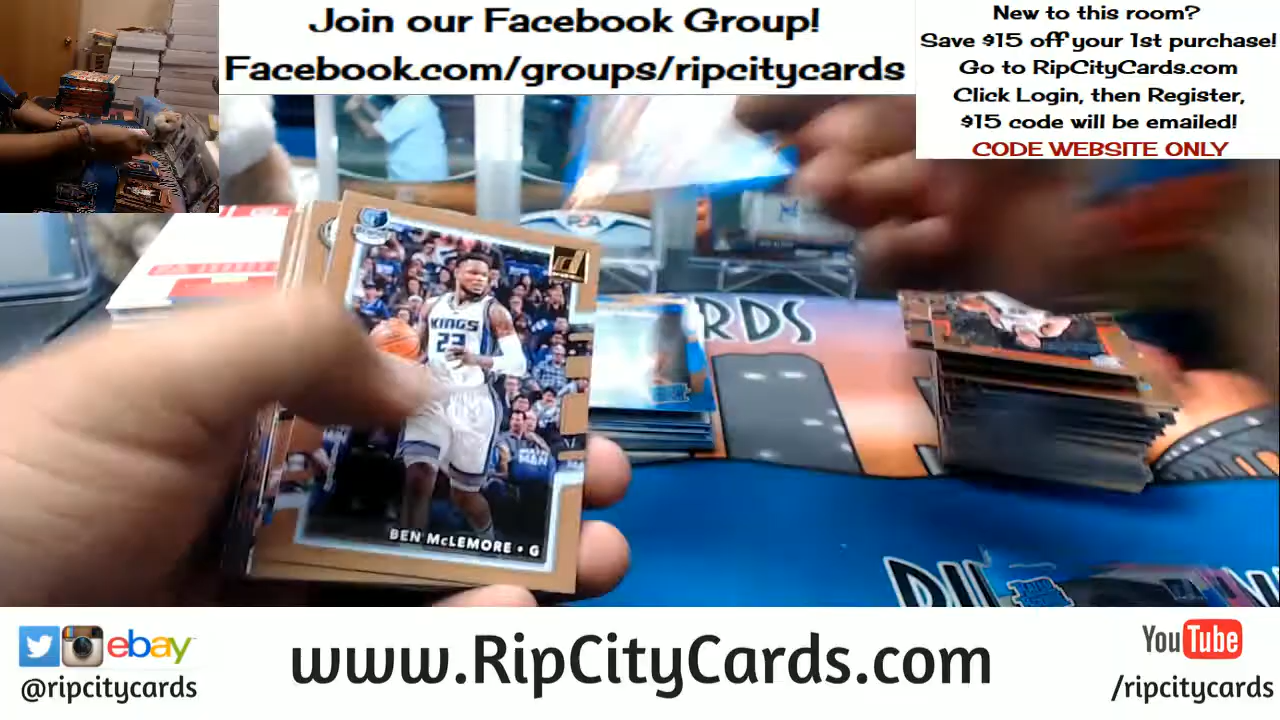 Join our Facebook Group!
Facebook.com/groups/ripcitycards
New to this room?
Save $15 off your 1st purchase!
Go to RipCityCards.com
Click Login, then Register,
$15 code will be emailed!
CODE WEBSITE ONLY
PSA
RDS
KINGS
23
BEN McLEMORE • G
ebay
@ripcitycards
www.RipCityCards.com
YouTube
/ripcitycards